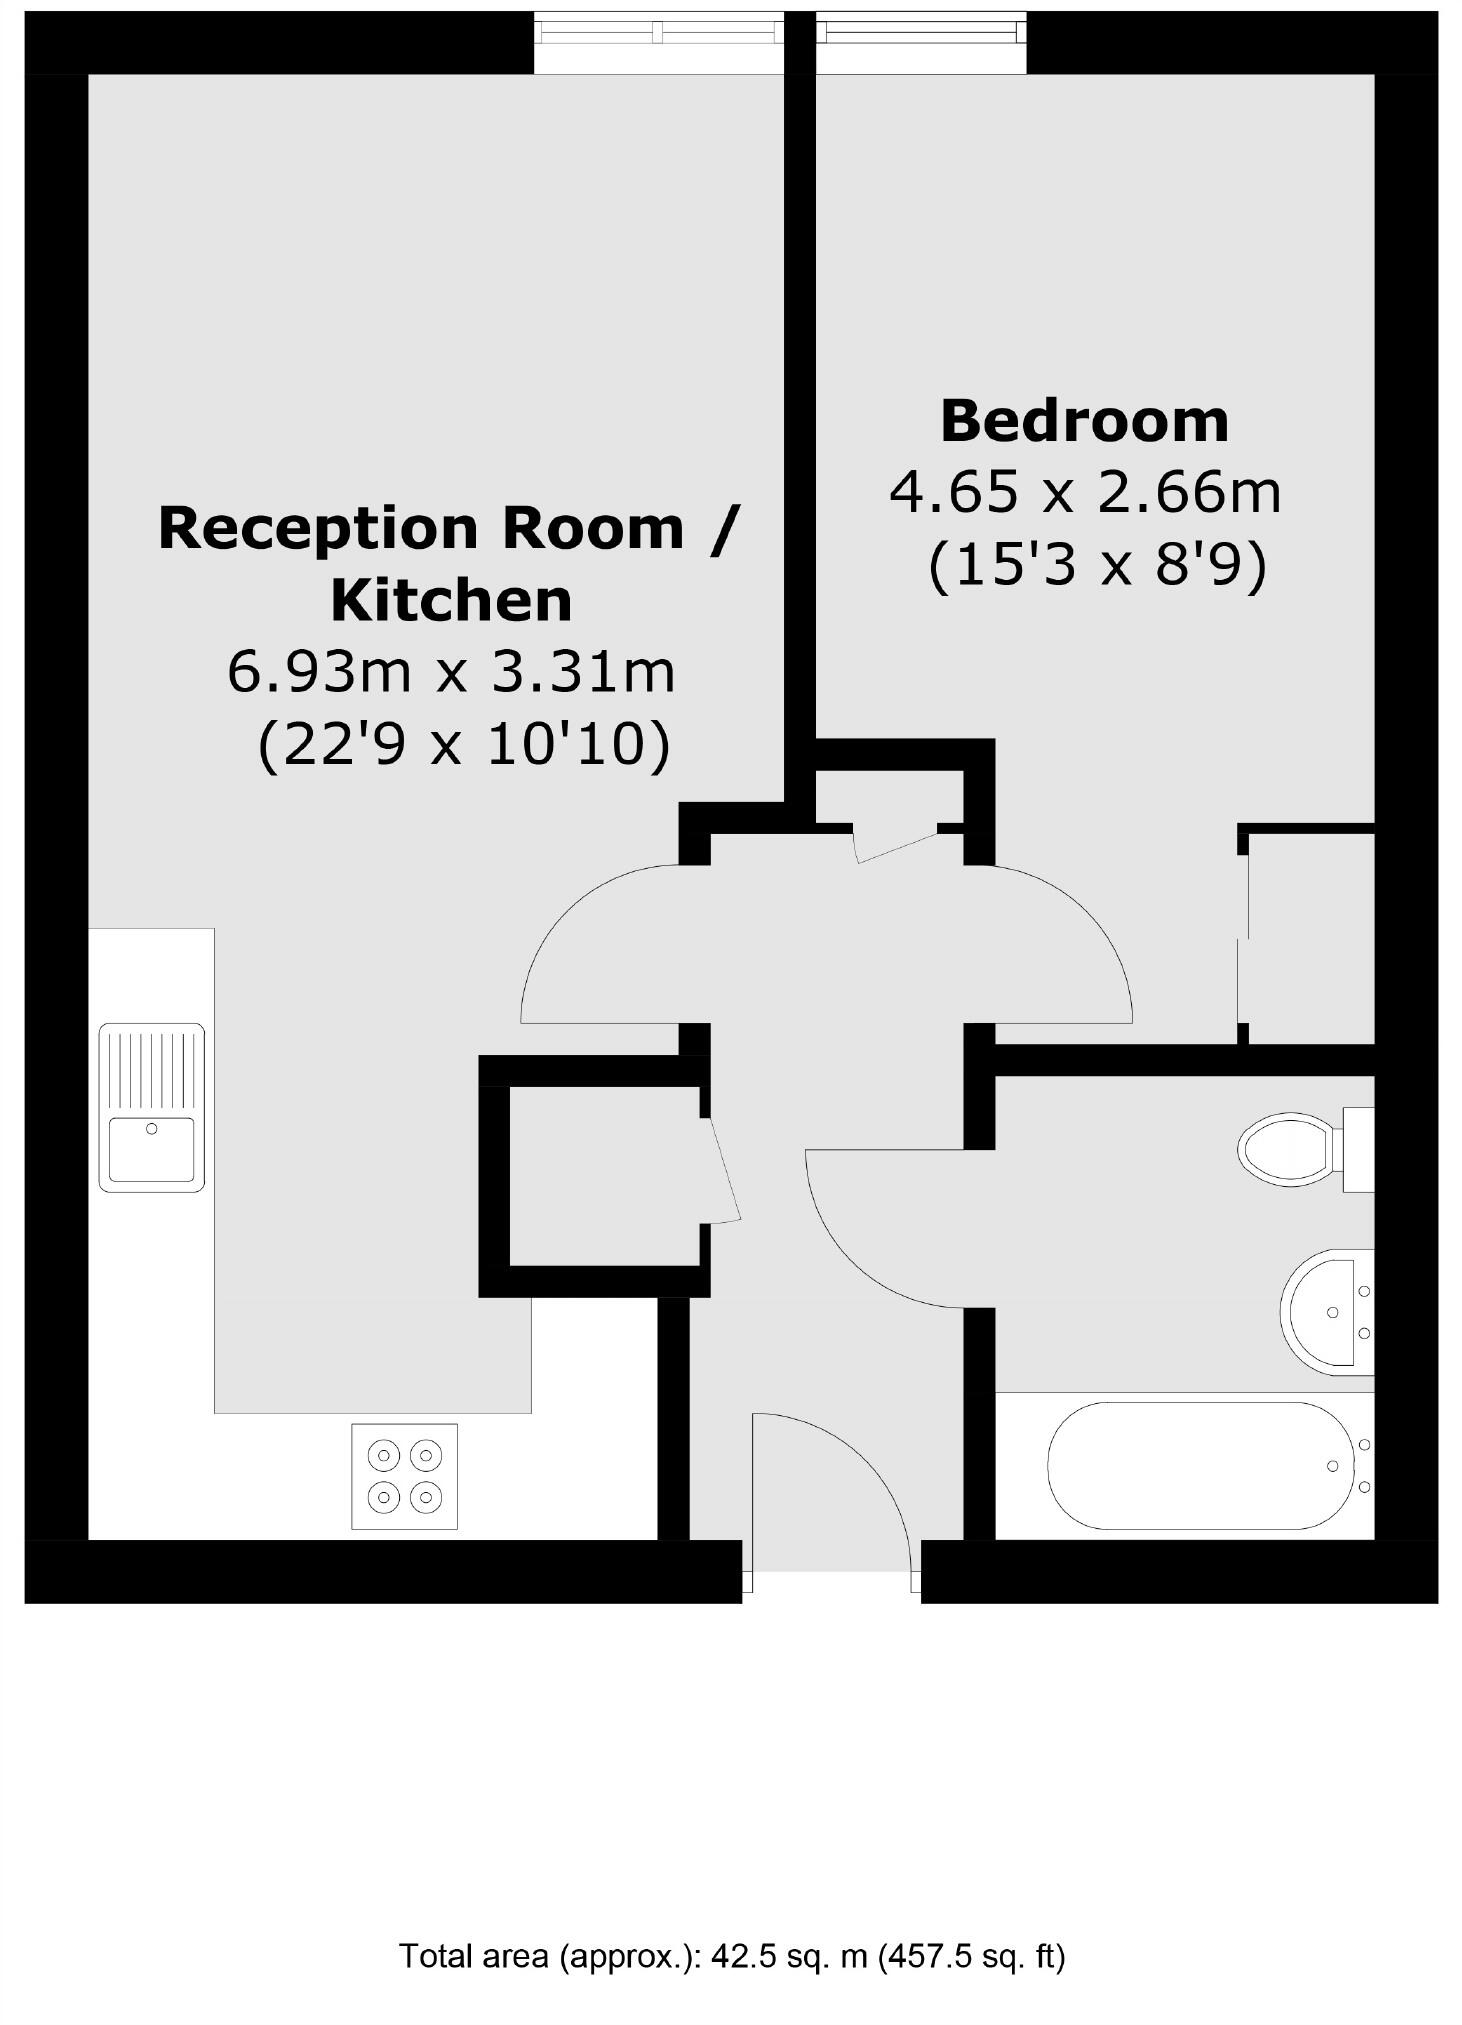 Reception Room /
Kitchen
6.93m x 3.31m
(22'9 x 10'10)
Bedroom
4.65 x 2.66m
(15'3 x 8'9)
Total area (approx.): 42.5 sq. m (457.5 sq. ft)